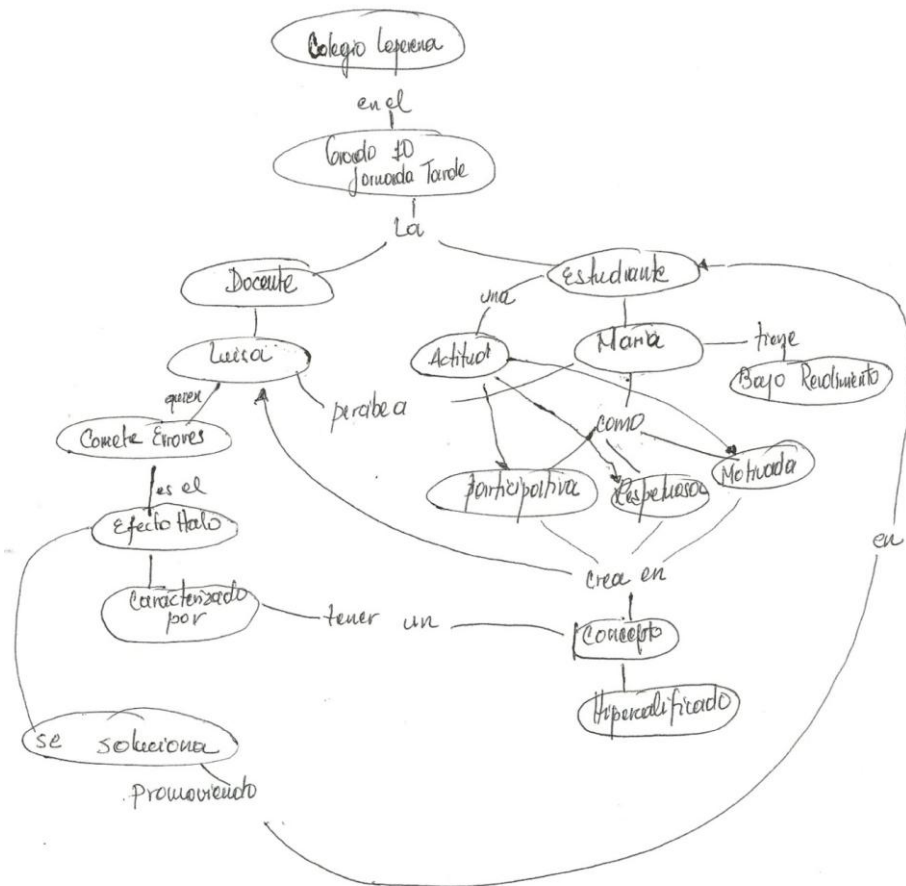 Colegio Loperena
en el
Grado 10
Jornada Tarde
La
Docente
Estudiante
una
Luisa
Actitud
Maria
tiene
Bajo Rendimiento
quien
percibe a
Comete Errores
como
Participativa
Respetuosa
Motivada
es el
Efecto Halo
en
crea en
Caracterizado
por
tener un
Concepto
Hipercalificado
se soluciona
promoviendo